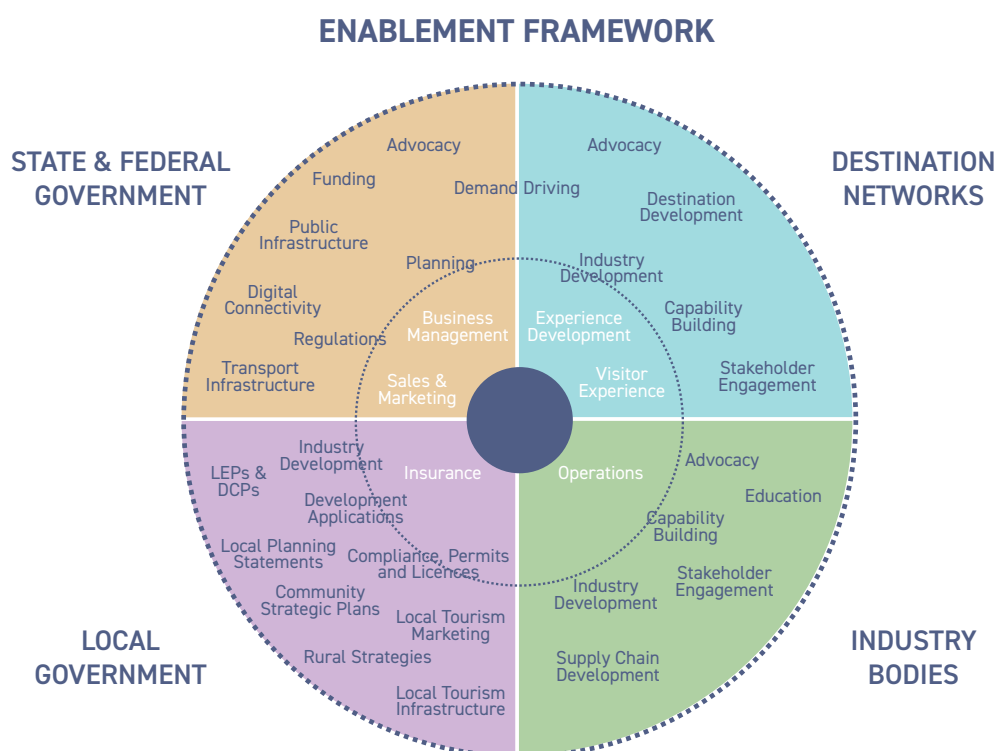 ENABLEMENT FRAMEWORK
STATE & FEDERAL
GOVERNMENT
Advocacy
Funding
Demand Driving
Public
Infrastructure
Planning
Digital
Connectivity
Regulations
Transport
Infrastructure
Business
Management
Sales &
Marketing
DESTINATION
NETWORKS
Advocacy
Destination
Development
Industry
Development
Capability
Building
Stakeholder
Engagement
Experience
Development
Visitor
Experience
LOCAL
GOVERNMENT
Industry
Development
LEPs &
DCPs
Insurance
Development
Applications
Local Planning
Statements
Compliance, Permits
and Licences
Community
Strategic Plans
Local Tourism
Marketing
Rural Strategies
Local Tourism
Infrastructure
INDUSTRY
BODIES
Operations
Advocacy
Education
Capability
Building
Stakeholder
Engagement
Industry
Development
Supply Chain
Development